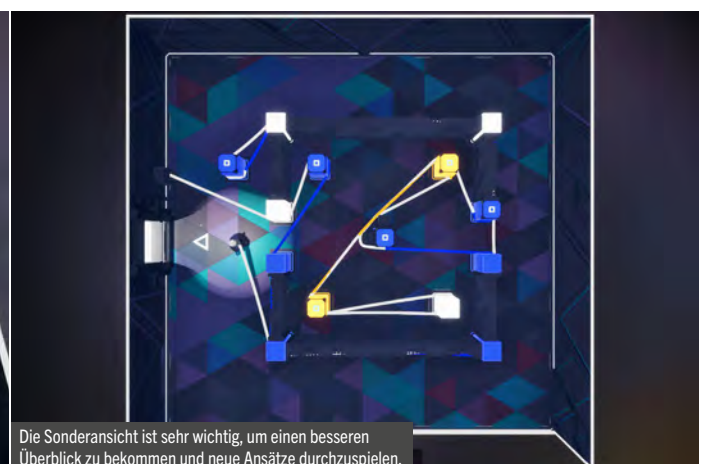 Die Sonderansicht ist sehr wichtig, um einen besseren
Überblick zu bekommen und neue Ansätze durchzuspielen.